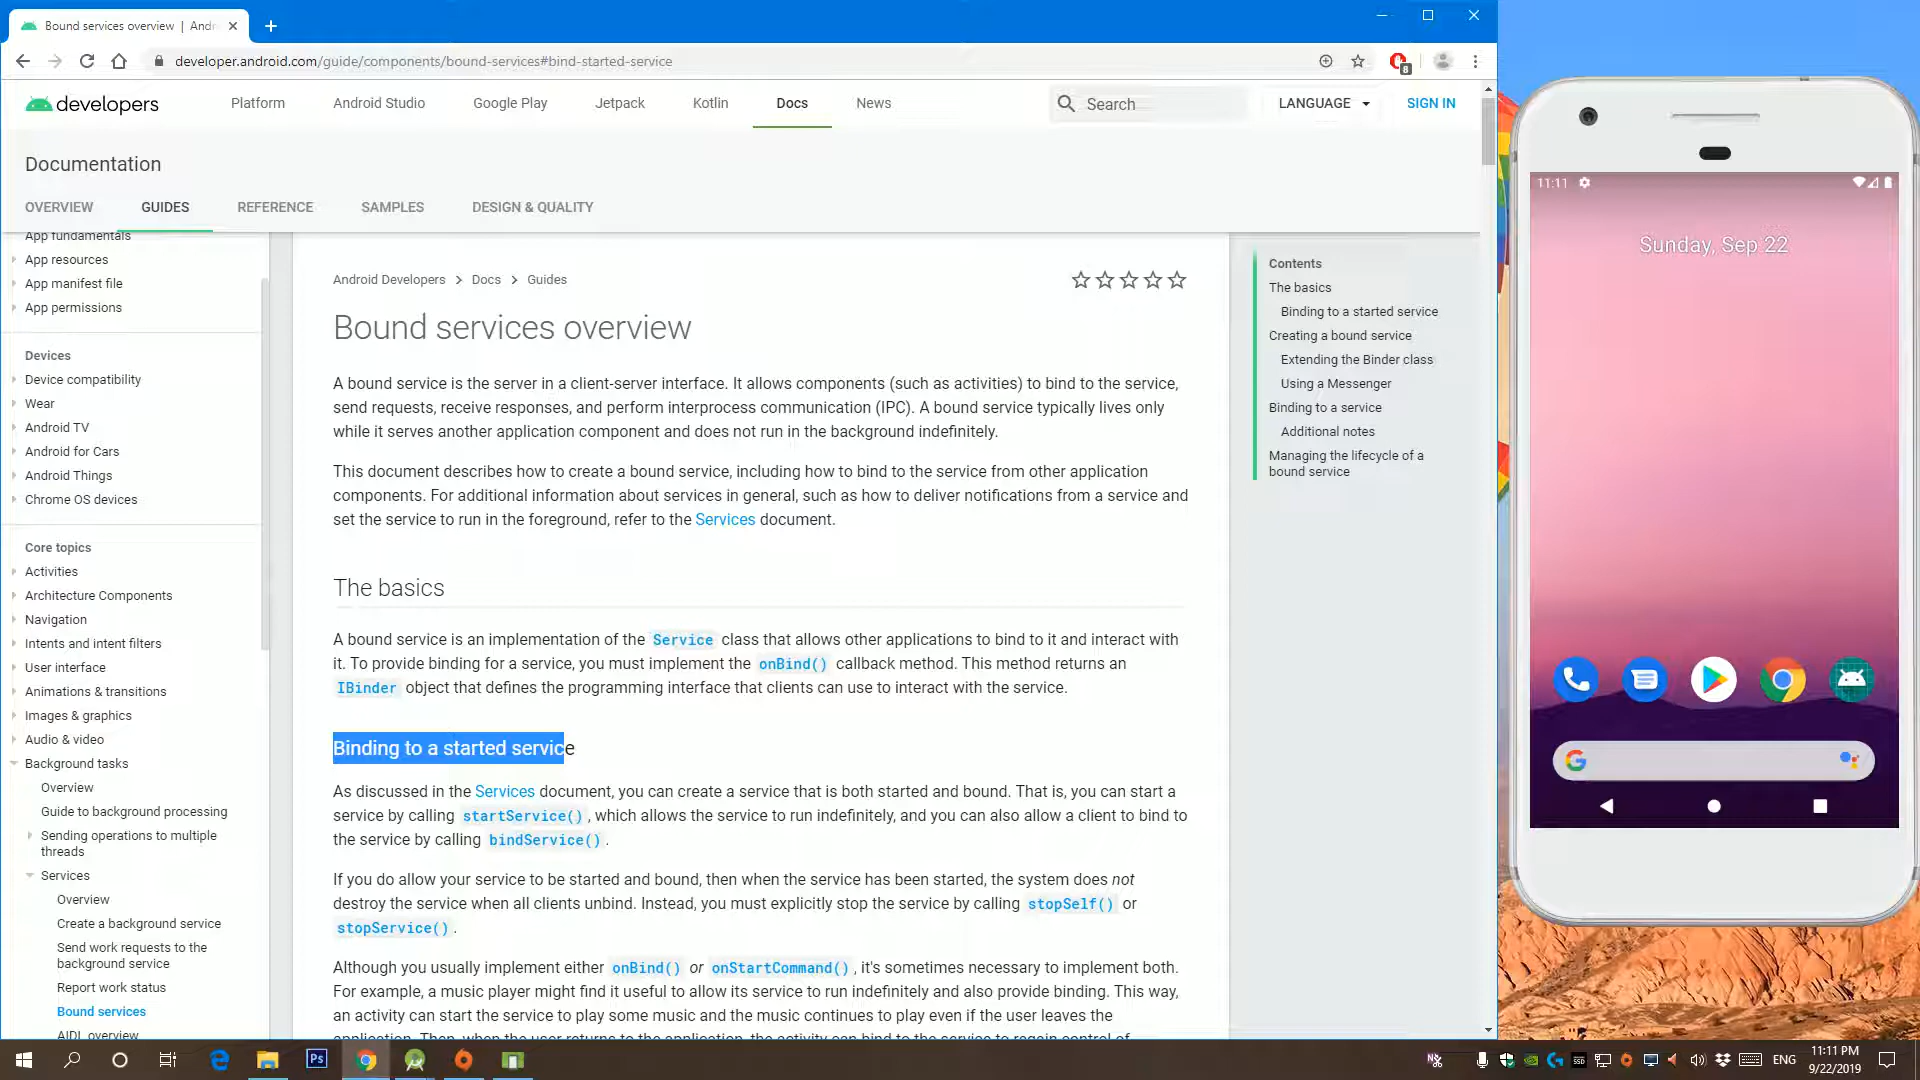 Bound services overview | Andr
developer.android.com/guide/components/bound-services#bind-started-service
8
developers
Platform
Android Studio
Google Play
Jetpack
Kotlin
Docs
News
Search
LANGUAGE
SIGN IN
Documentation
OVERVIEW
GUIDES
REFERENCE
SAMPLES
DESIGN & QUALITY
App fundamentals
App resources
App manifest file
App permissions
Devices
Device compatibility
Wear
Android TV
Android for Cars
Android Things
Chrome OS devices
Core topics
Activities
Architecture Components
Navigation
Intents and intent filters
User interface
Animations & transitions
Images & graphics
Audio & video
Background tasks
Overview
Guide to background processing
Sending operations to multiple
threads
Services
Overview
Create a background service
Send work requests to the
background service
Report work status
Bound services
AIDL overview
Android Developers > Docs > Guides
Bound services overview
A bound service is the server in a client-server interface. It allows components (such as activities) to bind to the service,
send requests, receive responses, and perform interprocess communication (IPC). A bound service typically lives only
while it serves another application component and does not run in the background indefinitely.
This document describes how to create a bound service, including how to bind to the service from other application
components. For additional information about services in general, such as how to deliver notifications from a service and
set the service to run in the foreground, refer to the Services document.
The basics
A bound service is an implementation of the Service class that allows other applications to bind to it and interact with
it. To provide binding for a service, you must implement the onBind() callback method. This method returns an
IBinder object that defines the programming interface that clients can use to interact with the service.
Binding to a started service
As discussed in the Services document, you can create a service that is both started and bound. That is, you can start a
service by calling startService(), which allows the service to run indefinitely, and you can also allow a client to bind to
the service by calling bindService().
If you do allow your service to be started and bound, then when the service has been started, the system does not
destroy the service when all clients unbind. Instead, you must explicitly stop the service by calling stopSelf() or
stopService().
Although you usually implement either onBind() or onStartCommand(), it's sometimes necessary to implement both.
For example, a music player might find it useful to allow its service to run indefinitely and also provide binding. This way,
an activity can start the service to play some music and the music continues to play even if the user leaves the
application. Then, when the user returns to the application, the activity can bind to the service to regain control of
Contents
The basics
Binding to a started service
Creating a bound service
Extending the Binder class
Using a Messenger
Binding to a service
Additional notes
Managing the lifecycle of a
bound service
11:11
Sunday, Sep 22
G
Ps
SSD
ENG
11:11 PM
9/22/2019